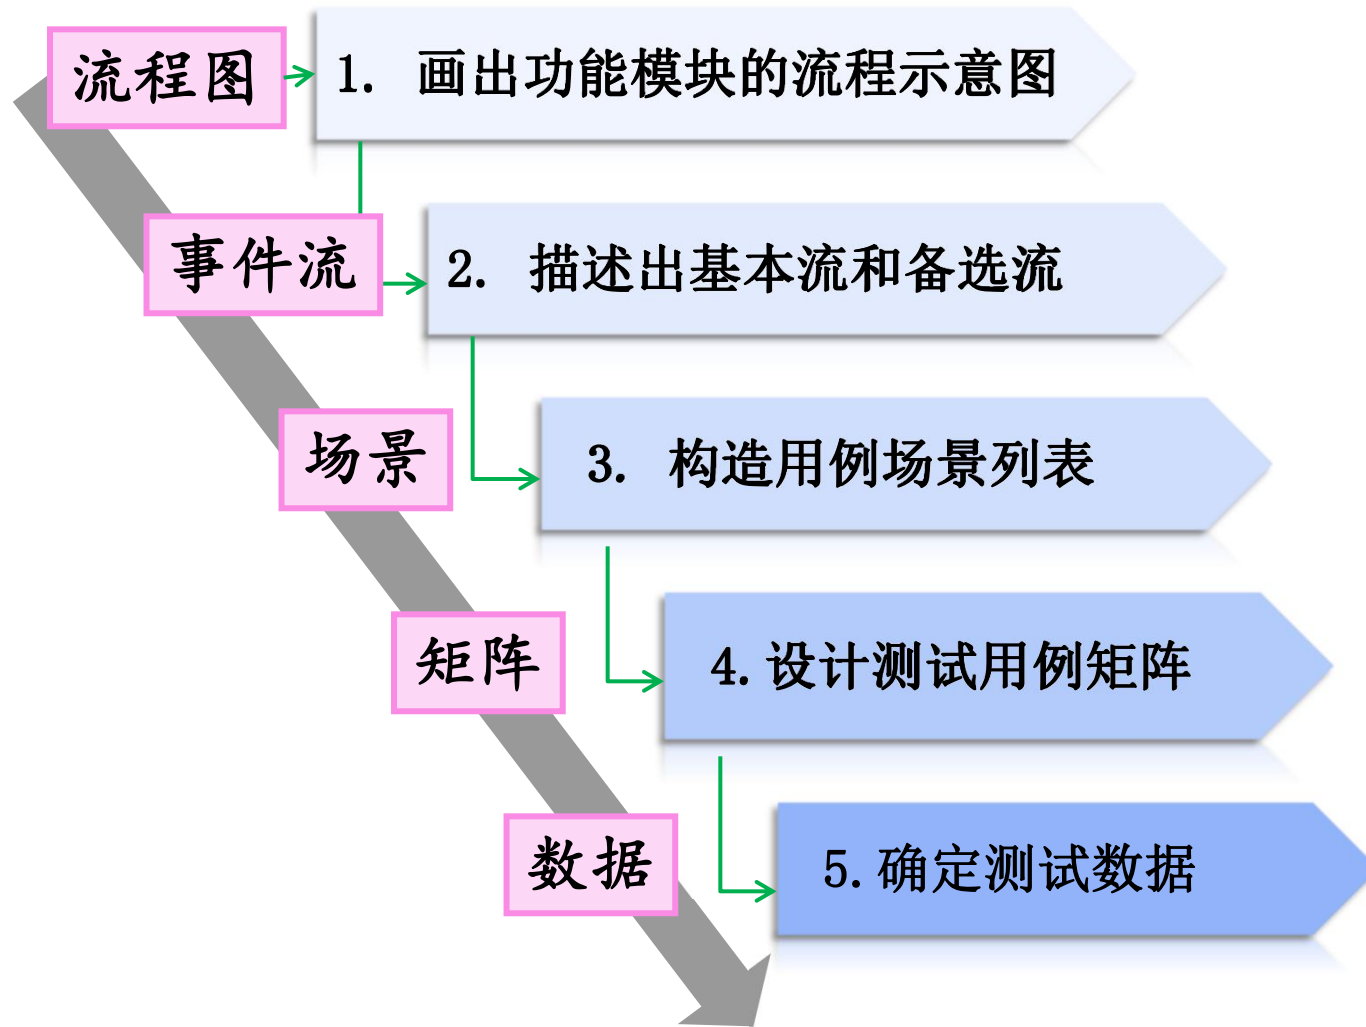 流程图
1. 画出功能模块的流程示意图
事件流
2. 描述出基本流和备选流
场景
3. 构造用例场景列表
矩阵
4. 设计测试用例矩阵
数据
5. 确定测试数据